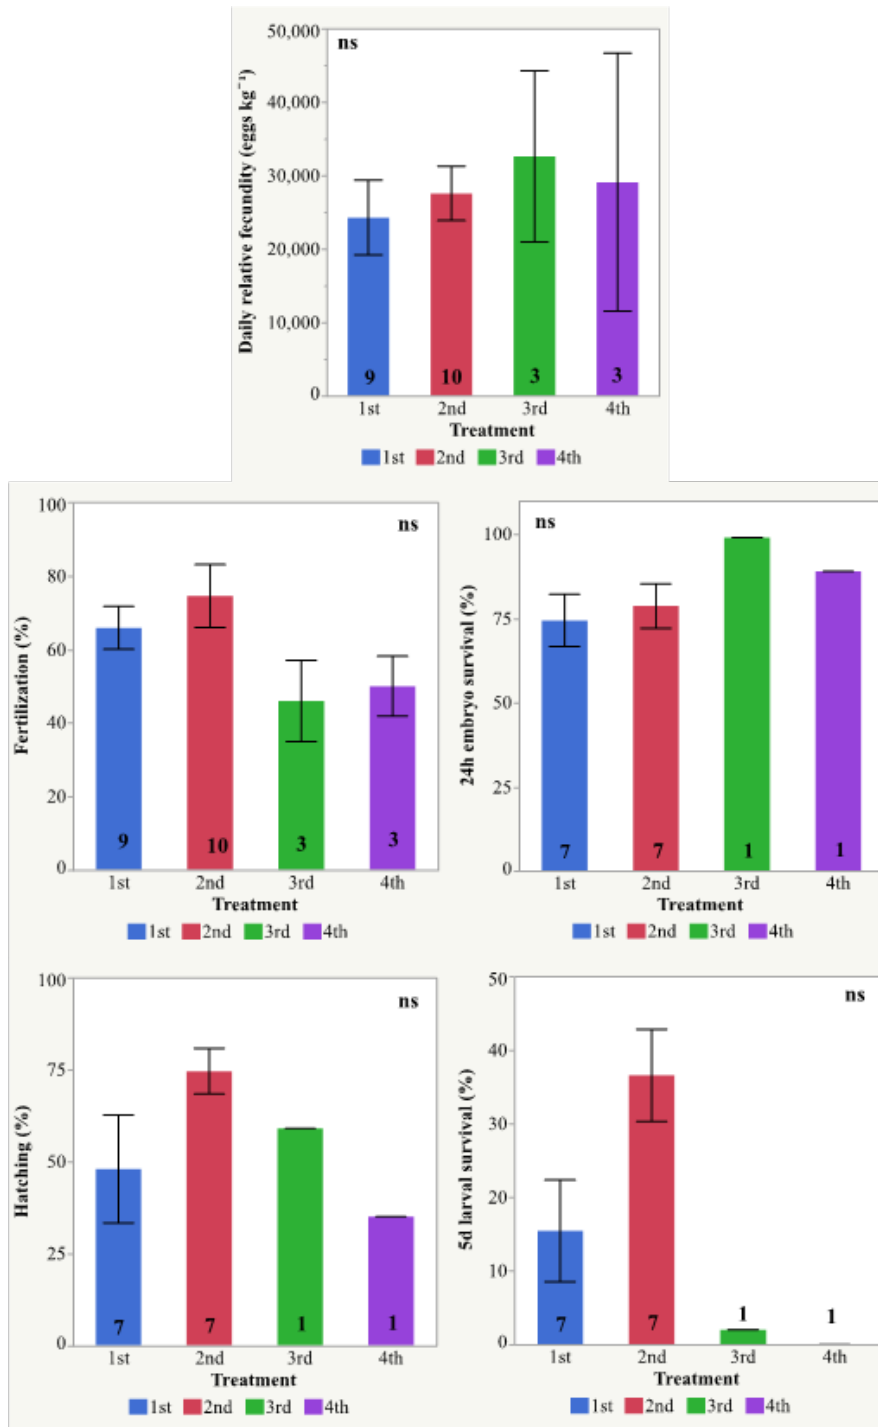 50,000
ns
40,000
30,000
20,000
10,000
0
Daily relative fecundity (eggs kg⁻¹)
9 10 3 3
1st 2nd 3rd 4th
Treatment
1st 2nd 3rd 4th
100
ns
80
60
40
20
0
Fertilization (%)
9 10 3 3
1st 2nd 3rd 4th
Treatment
1st 2nd 3rd 4th
ns
100
75
50
25
0
24h embryo survival (%)
7 7 1 1
1st 2nd 3rd 4th
Treatment
1st 2nd 3rd 4th
100
ns
75
50
25
0
Hatching (%)
7 7 1 1
1st 2nd 3rd 4th
Treatment
1st 2nd 3rd 4th
50
ns
40
30
20
10
0
5d larval survival (%)
7 7 1 1
1st 2nd 3rd 4th
Treatment
1st 2nd 3rd 4th